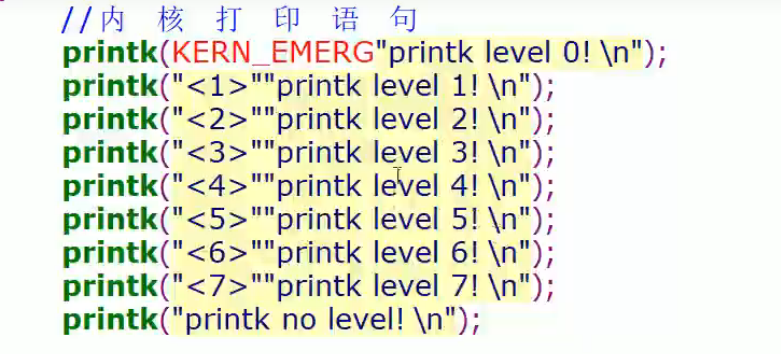 //内 核 打 印 语 句
printk(KERN_EMERG"printk level 0! \n");
printk("<1>""printk level 1! \n");
printk("<2>""printk level 2! \n");
printk("<3>""printk level 3! \n");
printk("<4>""printk level 4! \n");
printk("<5>""printk level 5! \n");
printk("<6>""printk level 6! \n");
printk("<7>""printk level 7! \n");
printk("printk no level! \n");